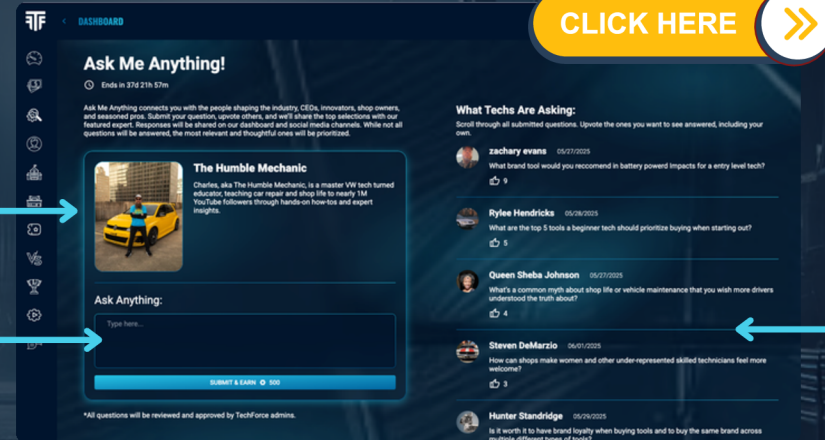 CLICK HERE
DASHBOARD
Ask Me Anything!
Ends in 37d 21h 57m
Ask Me Anything connects you with the people shaping the industry, CEOs, innovators, shop owners,
and seasoned pros. Submit your question, upvote others, and we'll share the top selections with our
featured expert. Responses will be shared on our dashboard and social media channels. While not all
questions will be answered, the most relevant and thoughtful ones will be prioritized.
The Humble Mechanic
Charles, aka The Humble Mechanic, is a master VW tech turned
educator, teaching car repair and shop life to nearly 1M
YouTube followers through hands-on how-tos and expert
insights.
Ask Anything:
Type here...
SUBMIT & EARN 500
*All questions will be reviewed and approved by TechForce admins.
What Techs Are Asking:
Scroll through all submitted questions. Upvote the ones you want to see answered, including your
own.
zachary evans 05/27/2025
What brand tool would you reccomend in battery powerd Impacts for a entry level tech?
9
Rylee Hendricks 05/28/2025
What are the top 5 tools a beginner tech should prioritize buying when starting out?
5
Queen Sheba Johnson 05/27/2025
What's a common myth about shop life or vehicle maintenance that you wish more drivers
understood the truth about?
4
Steven DeMarzio 06/01/2025
How can shops make women and other under-represented skilled technicians feel more
welcome?
3
Hunter Standridge 05/29/2025
Is it worth it to have brand loyalty when buying tools and to buy the same brand across
multiple different types of tools?